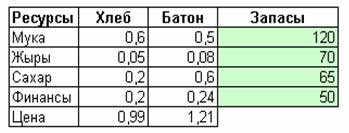 Ресурсы Хлеб Батон Запасы
Мука 0,6 0,5 120
Жыры 0,05 0,08 70
Сахар 0,2 0,6 65
Финансы 0,2 0,24 50
Цена 0,99 1,21